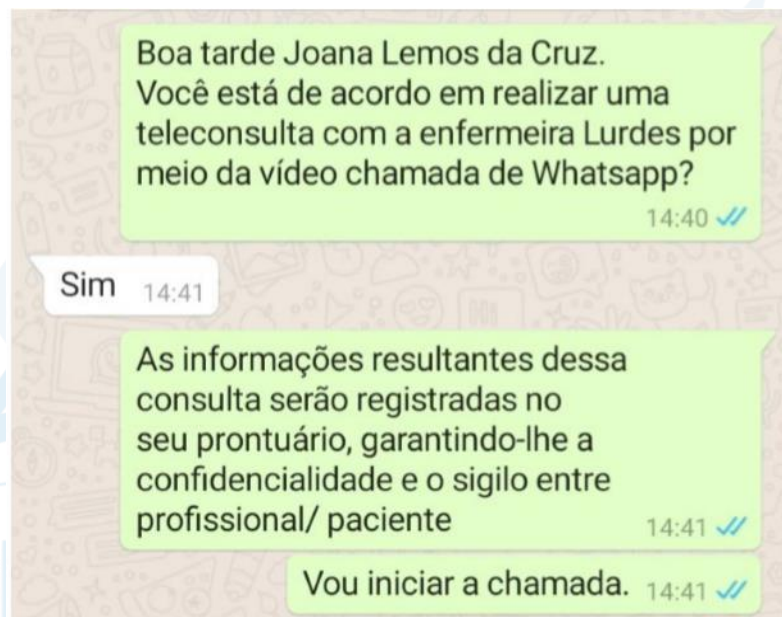 Boa tarde Joana Lemos da Cruz.
Você está de acordo em realizar uma
teleconsulta com a enfermeira Lurdes por
meio da vídeo chamada de Whatsapp?
14:40
Sim 14:41
As informações resultantes dessa
consulta serão registradas no
seu prontuário, garantindo-lhe a
confidencialidade e o sigilo entre
profissional/ paciente 14:41
Vou iniciar a chamada. 14:41